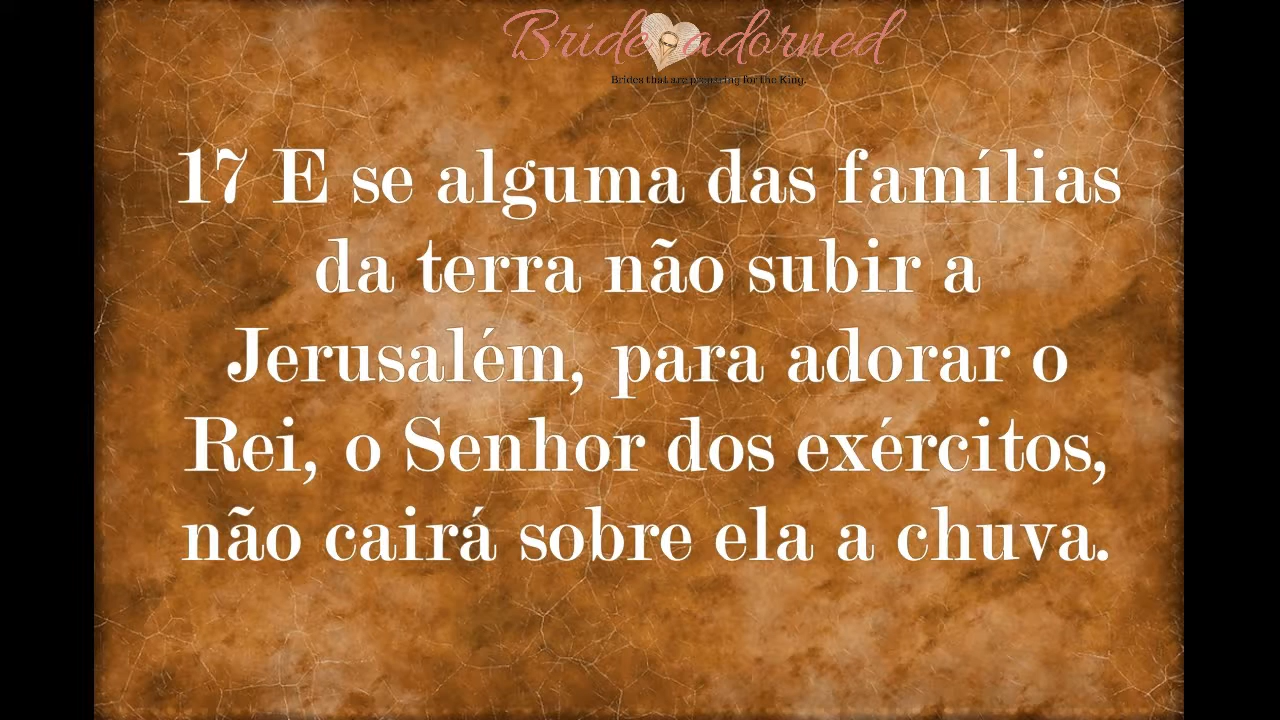 Bride adorned
Brides that are preparing for the King.
17 E se alguma das famílias
da terra não subir a
Jerusalém, para adorar o
Rei, o Senhor dos exércitos,
não cairá sobre ela a chuva.